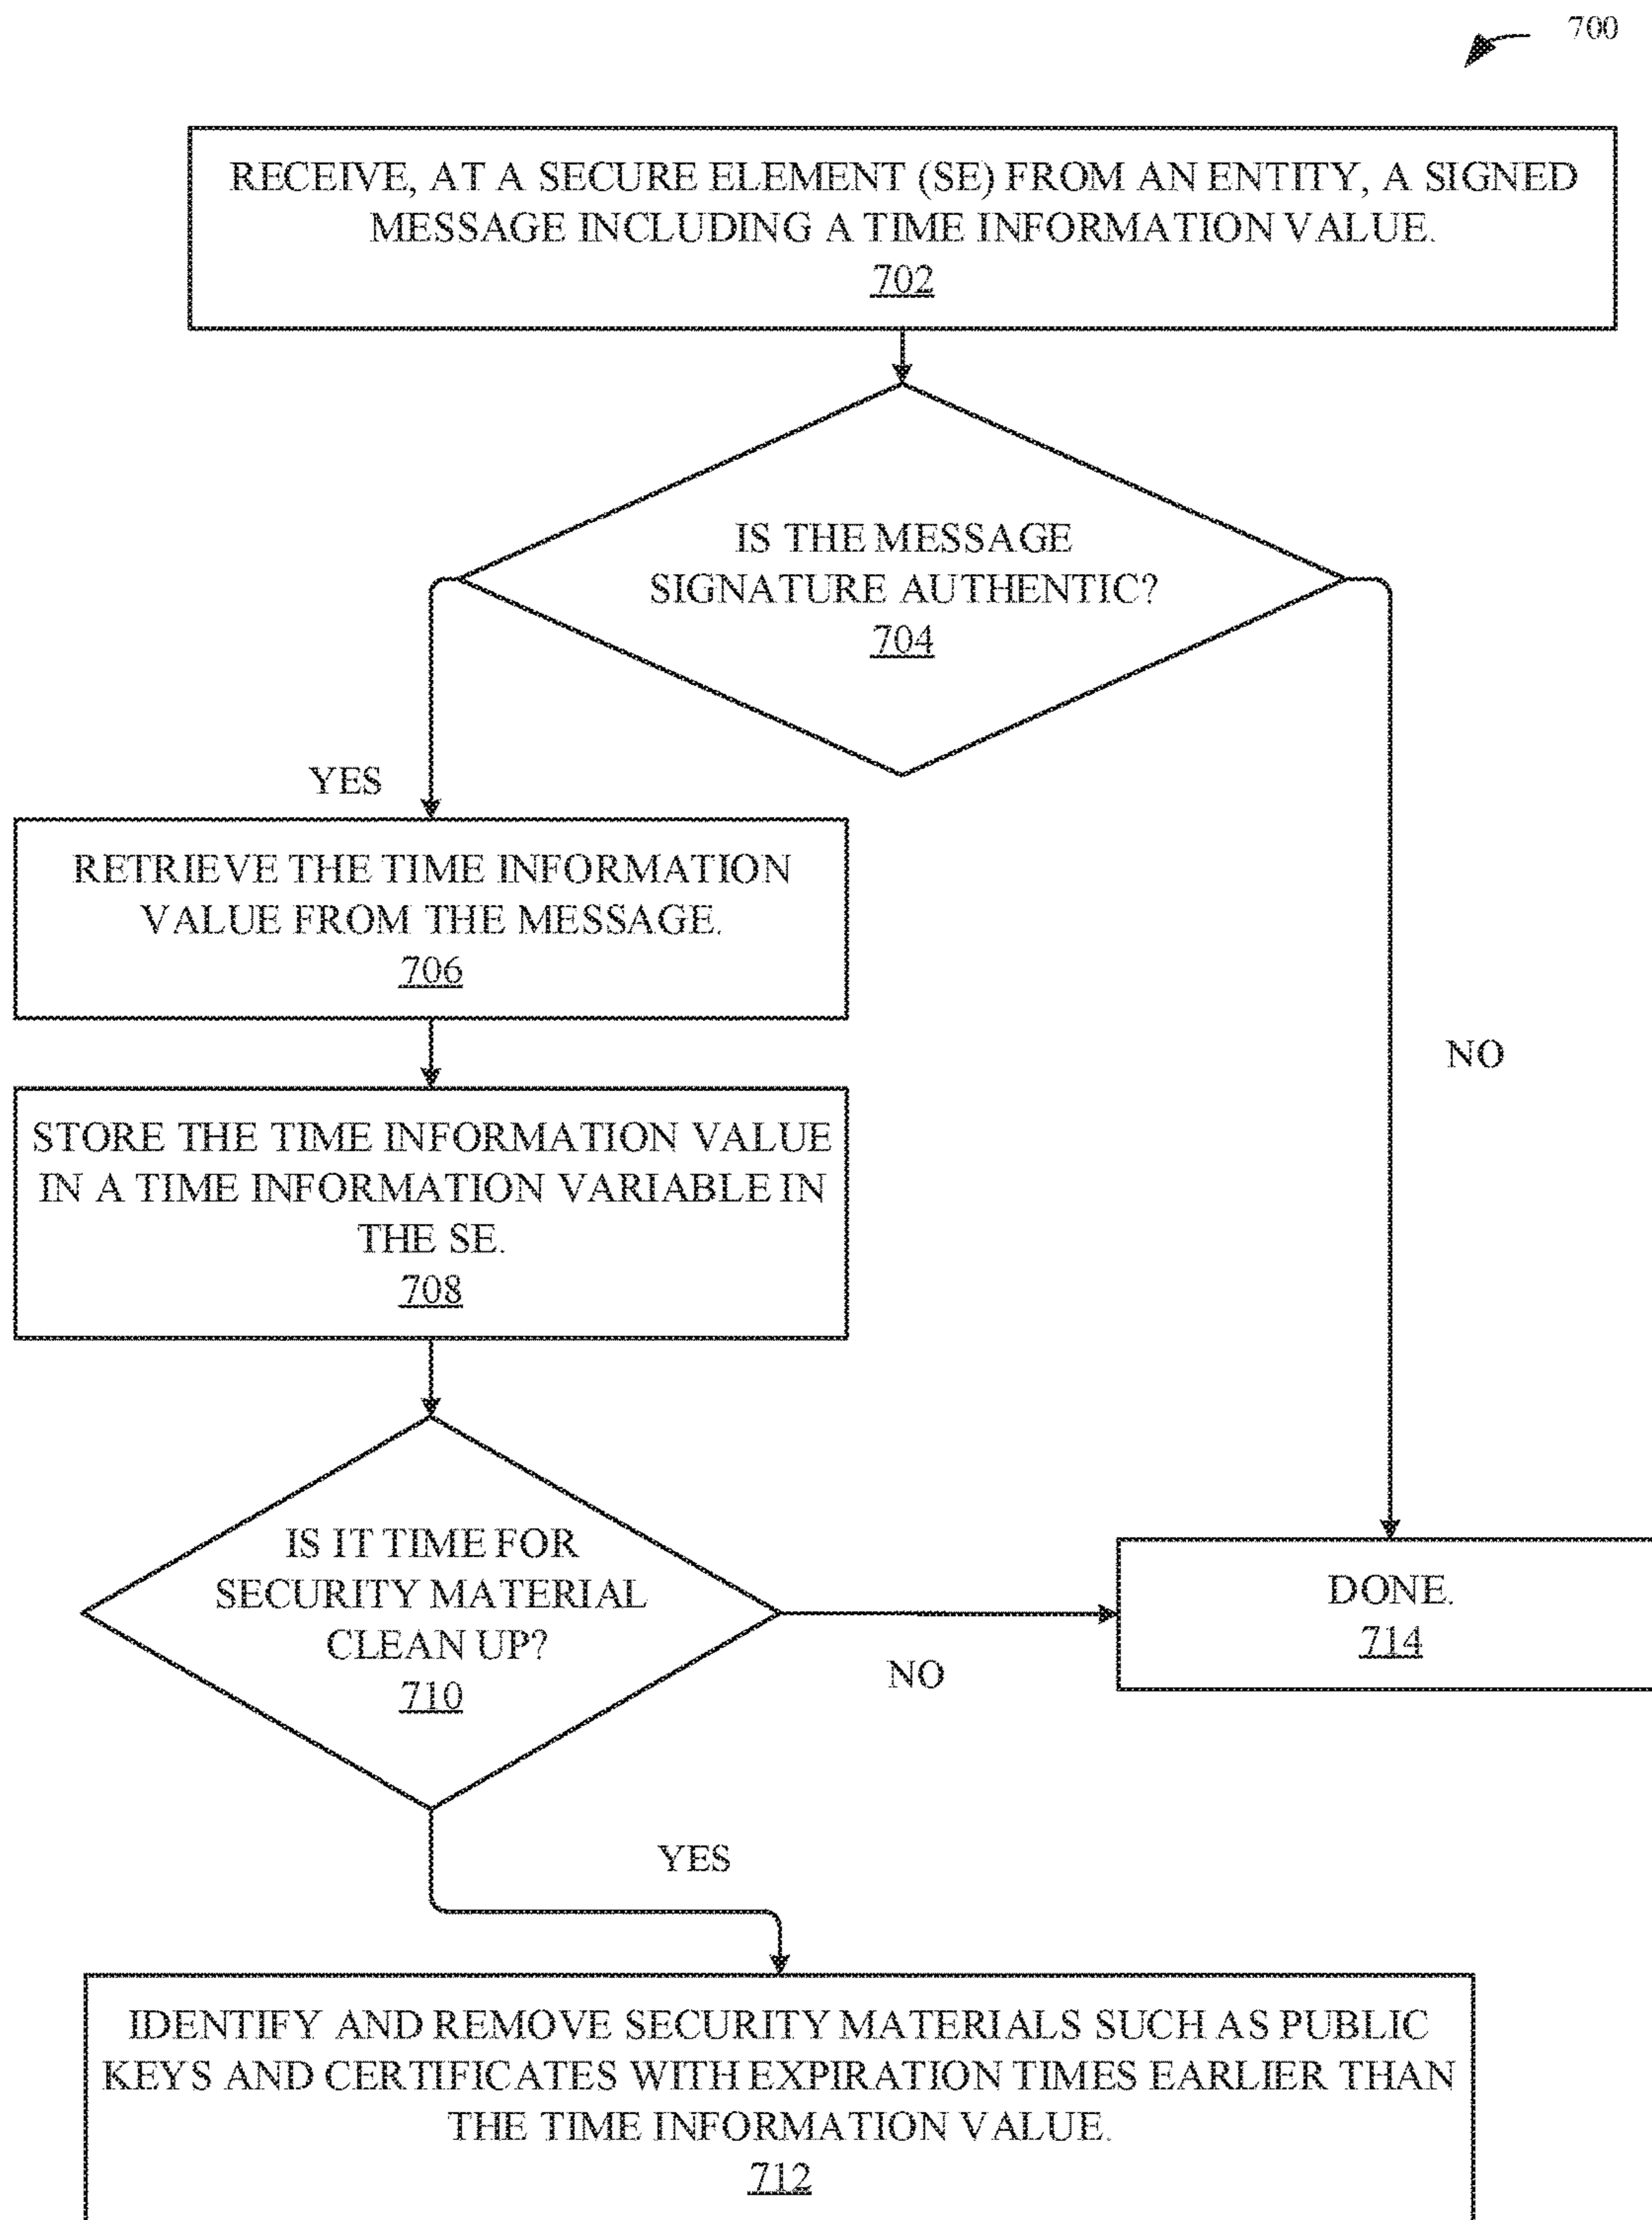 700
RECEIVE, AT A SECURE ELEMENT (SE) FROM AN ENTITY, A SIGNED
MESSAGE INCLUDING A TIME INFORMATION VALUE.
702
IS THE MESSAGE
SIGNATURE AUTHENTIC?
704
YES
RETRIEVE THE TIME INFORMATION
VALUE FROM THE MESSAGE.
706
NO
STORE THE TIME INFORMATION VALUE
IN A TIME INFORMATION VARIABLE IN
THE SE.
708
IS IT TIME FOR
SECURITY MATERIAL
CLEAN UP?
710
NO
DONE.
714
YES
IDENTIFY AND REMOVE SECURITY MATERIALS SUCH AS PUBLIC
KEYS AND CERTIFICATES WITH EXPIRATION TIMES EARLIER THAN
THE TIME INFORMATION VALUE.
712